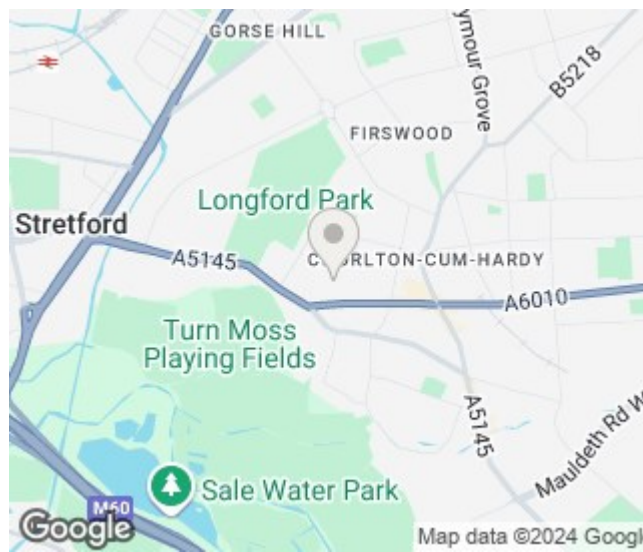 GORSE HILL
ymour Grove
B5218
FIRSWOOD
Longford Park
Stretford
A5145
RLTON-CUM-HARDY
A6010
Turn Moss
Playing Fields
A5145
Mauldeth Rd W
Sale Water Park
M60
Google
Map data ©2024 Googl